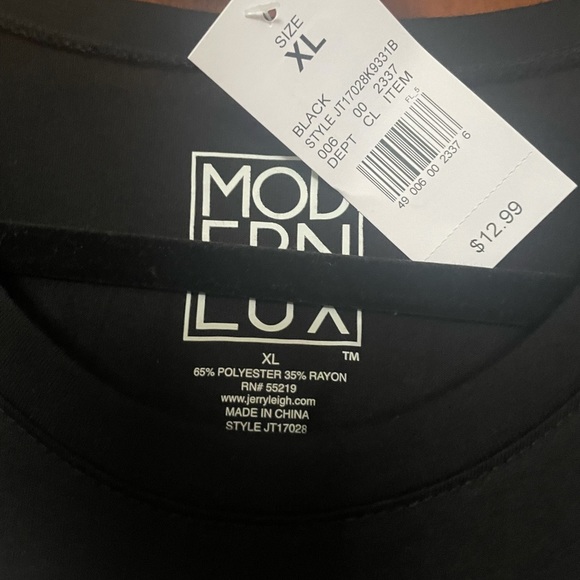 SIZE
XL
BLACK
STYLE JT17028K9331B
006 00 2337
DEPT CL ITEM
FL_5
49 006 00 2337 6
$12.99
MOD
ERN
LUX
TM
XL
65% POLYESTER 35% RAYON
RN# 55219
www.jerryleigh.com
MADE IN CHINA
STYLE JT17028